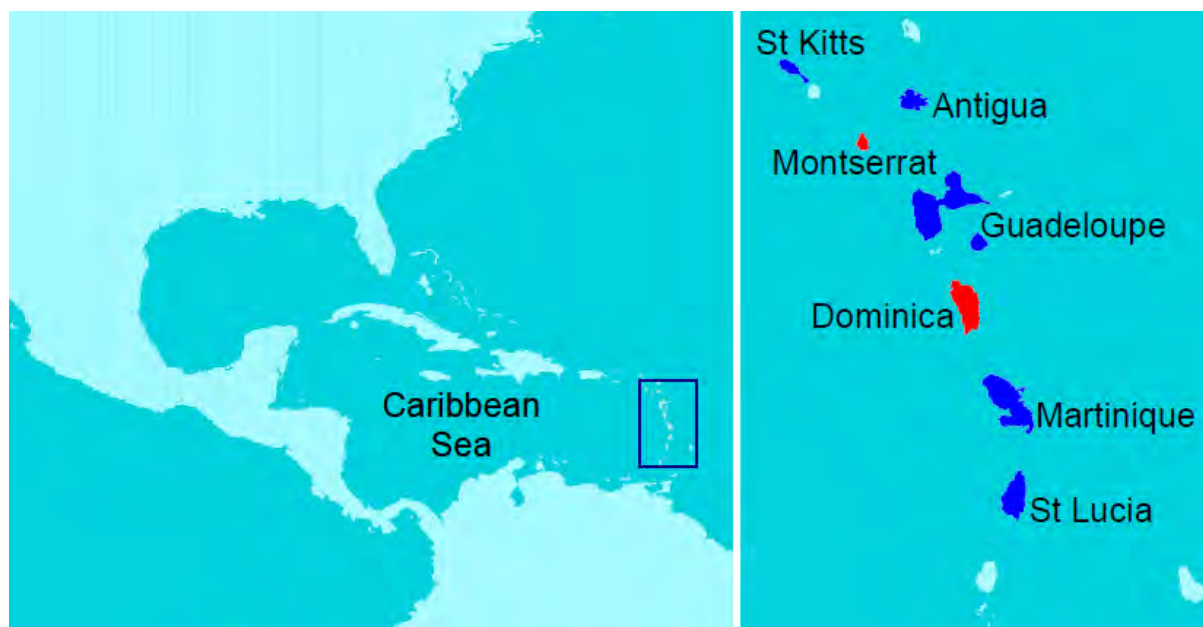 Caribbean
Sea
St Kitts
Antigua
Montserrat
Guadeloupe
Dominica
Martinique
St Lucia